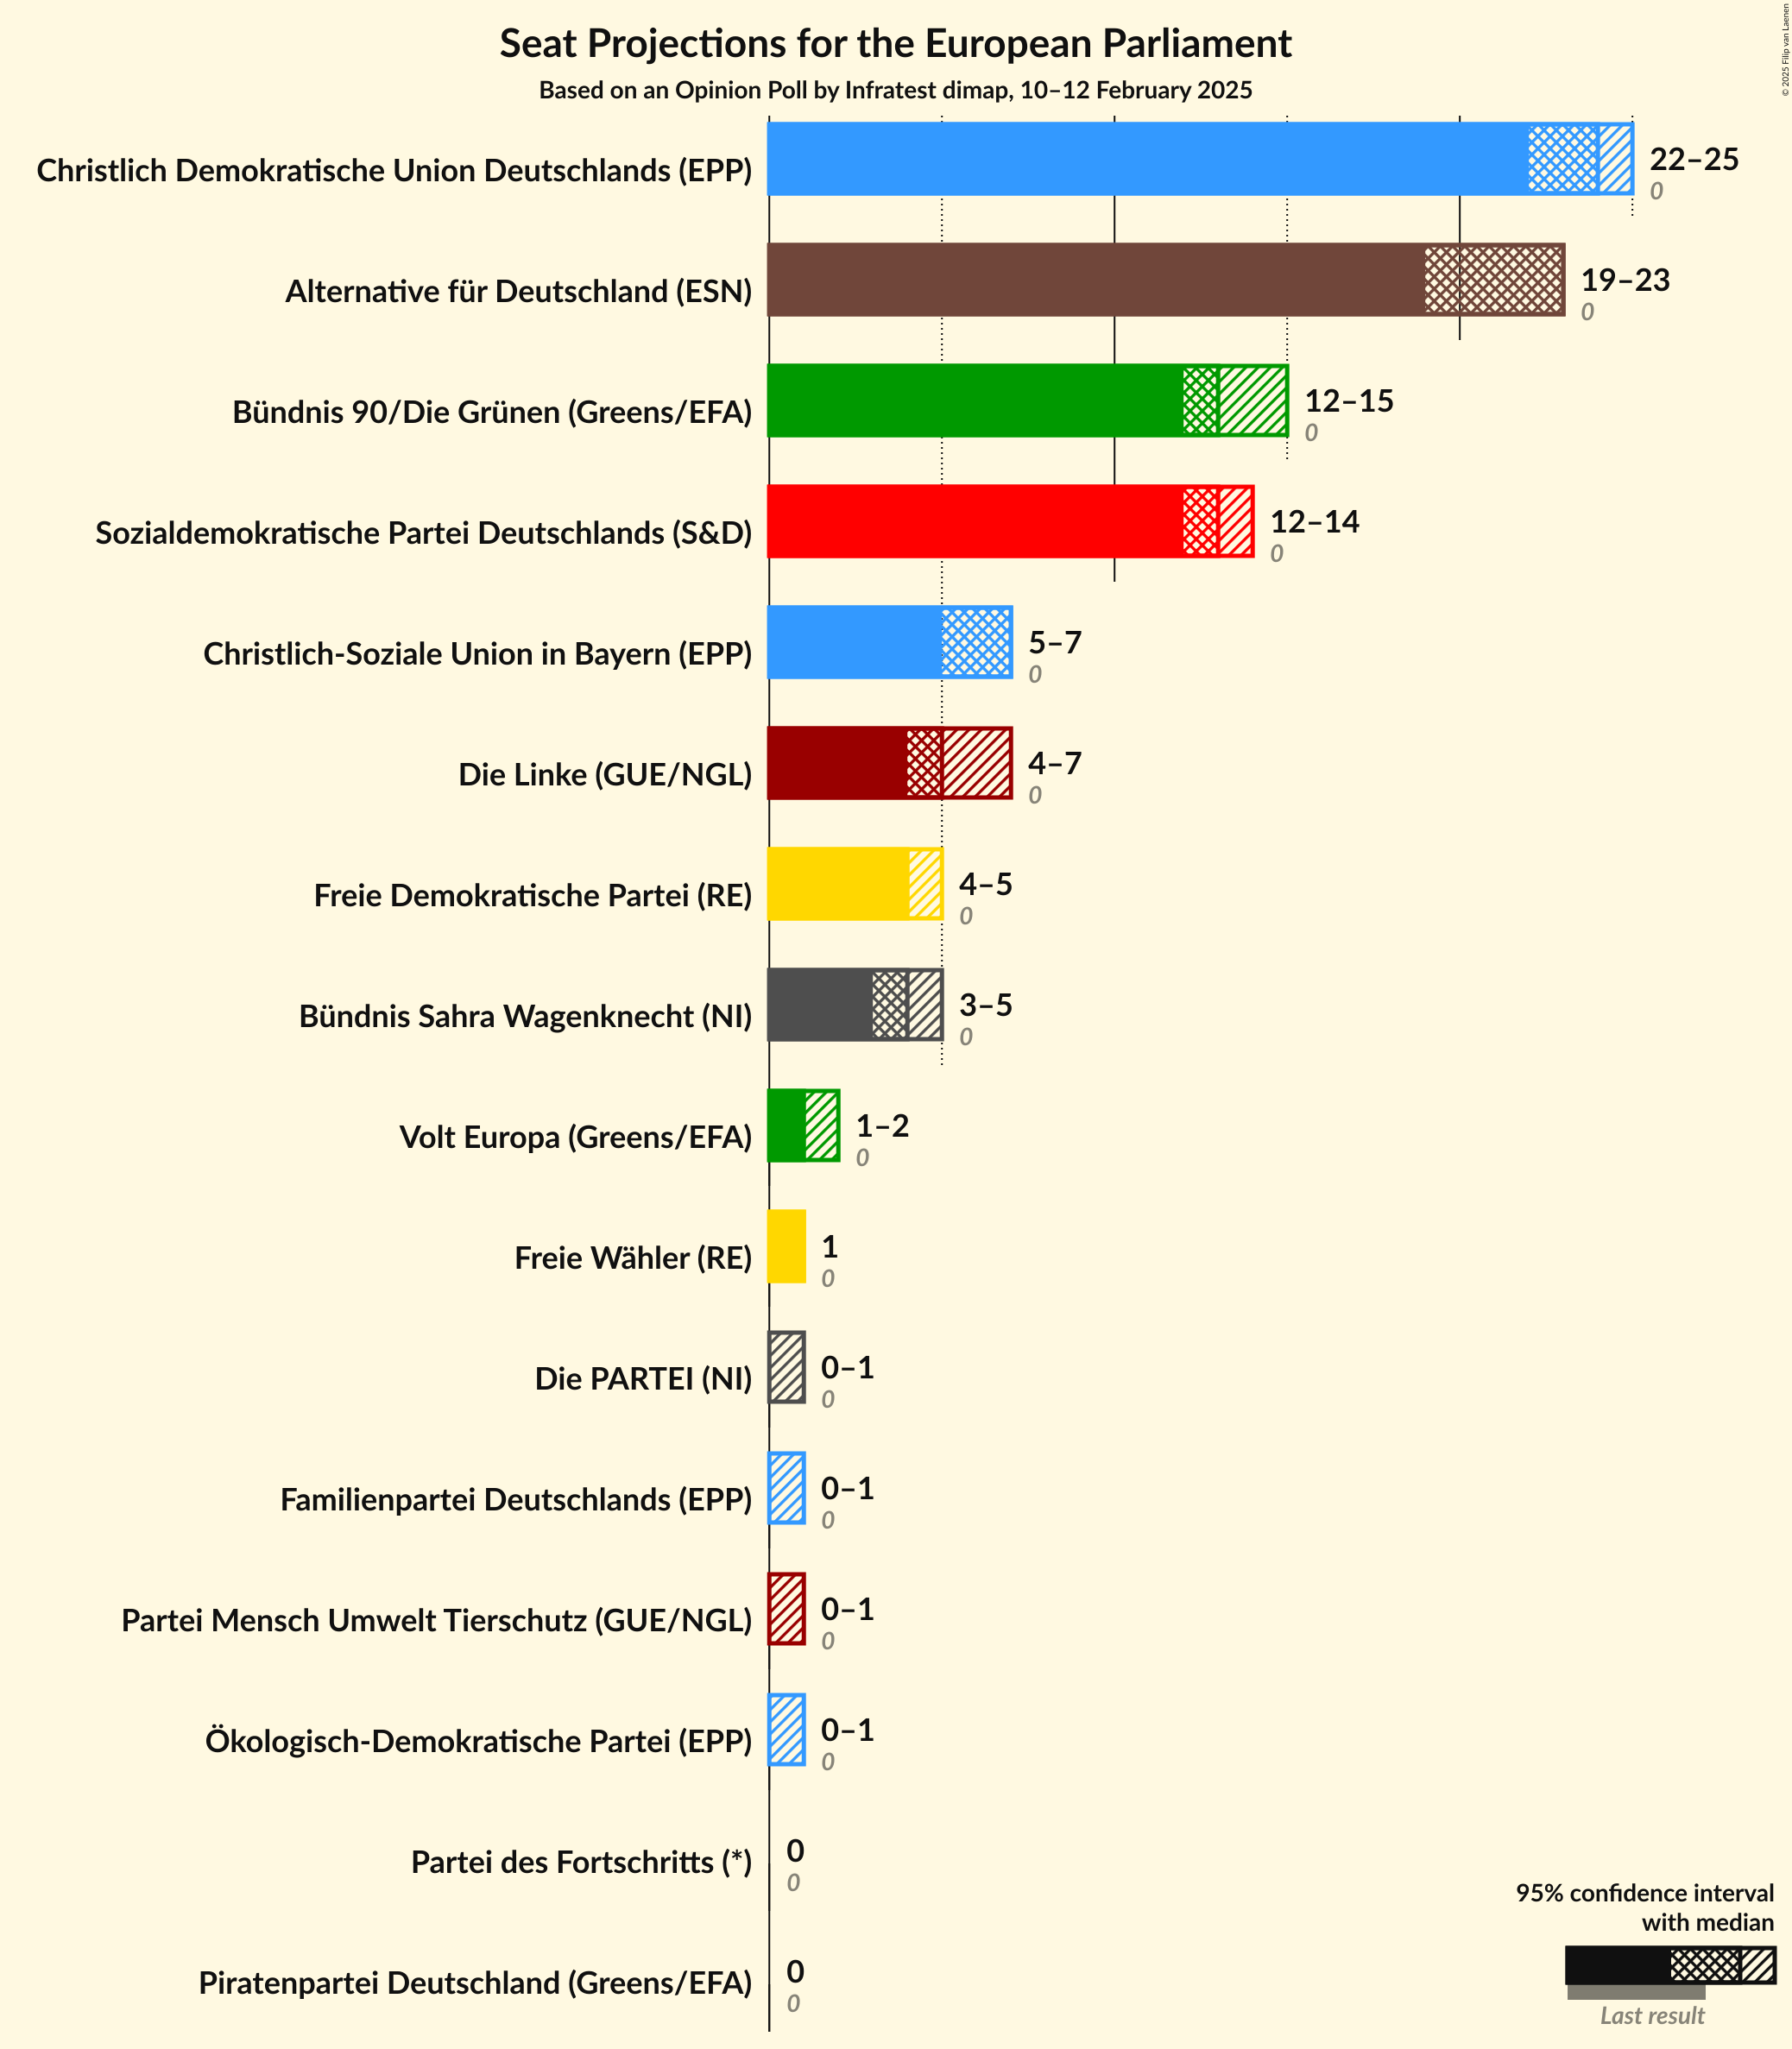 Seat Projections for the European Parliament
Based on an Opinion Poll by Infratest dimap, 10–12 February 2025
© 2025 Filip van Laenen
Christlich Demokratische Union Deutschlands (EPP)
22–25
0
Alternative für Deutschland (ESN)
19–23
0
Bündnis 90/Die Grünen (Greens/EFA)
12–15
0
Sozialdemokratische Partei Deutschlands (S&D)
12–14
0
Christlich-Soziale Union in Bayern (EPP)
5–7
0
Die Linke (GUE/NGL)
4–7
0
Freie Demokratische Partei (RE)
4–5
0
Bündnis Sahra Wagenknecht (NI)
3–5
0
Volt Europa (Greens/EFA)
1–2
0
Freie Wähler (RE)
1
0
Die PARTEI (NI)
0–1
0
Familienpartei Deutschlands (EPP)
0–1
0
Partei Mensch Umwelt Tierschutz (GUE/NGL)
0–1
0
Ökologisch-Demokratische Partei (EPP)
0–1
0
Partei des Fortschritts (*)
0
0
Piratenpartei Deutschland (Greens/EFA)
0
0
95% confidence interval
with median
Last result